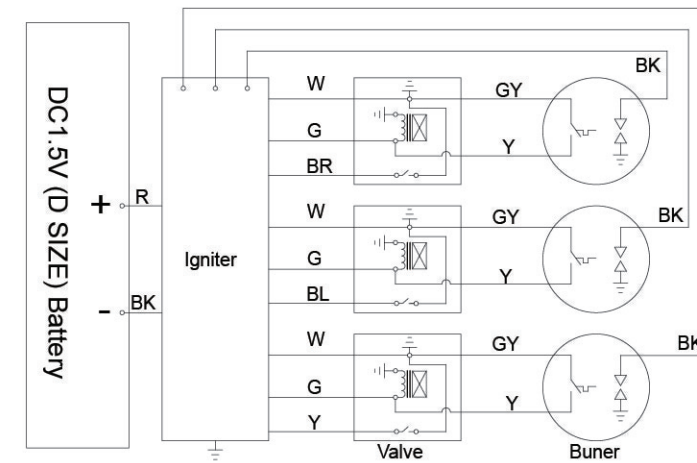 DC1.5V (D SIZE) Battery
+
-
R
BK
Igniter
W
G
BR
W
G
BL
W
G
Y
Valve
GY
Y
GY
Y
GY
Y
BK
BK
BK
Buner